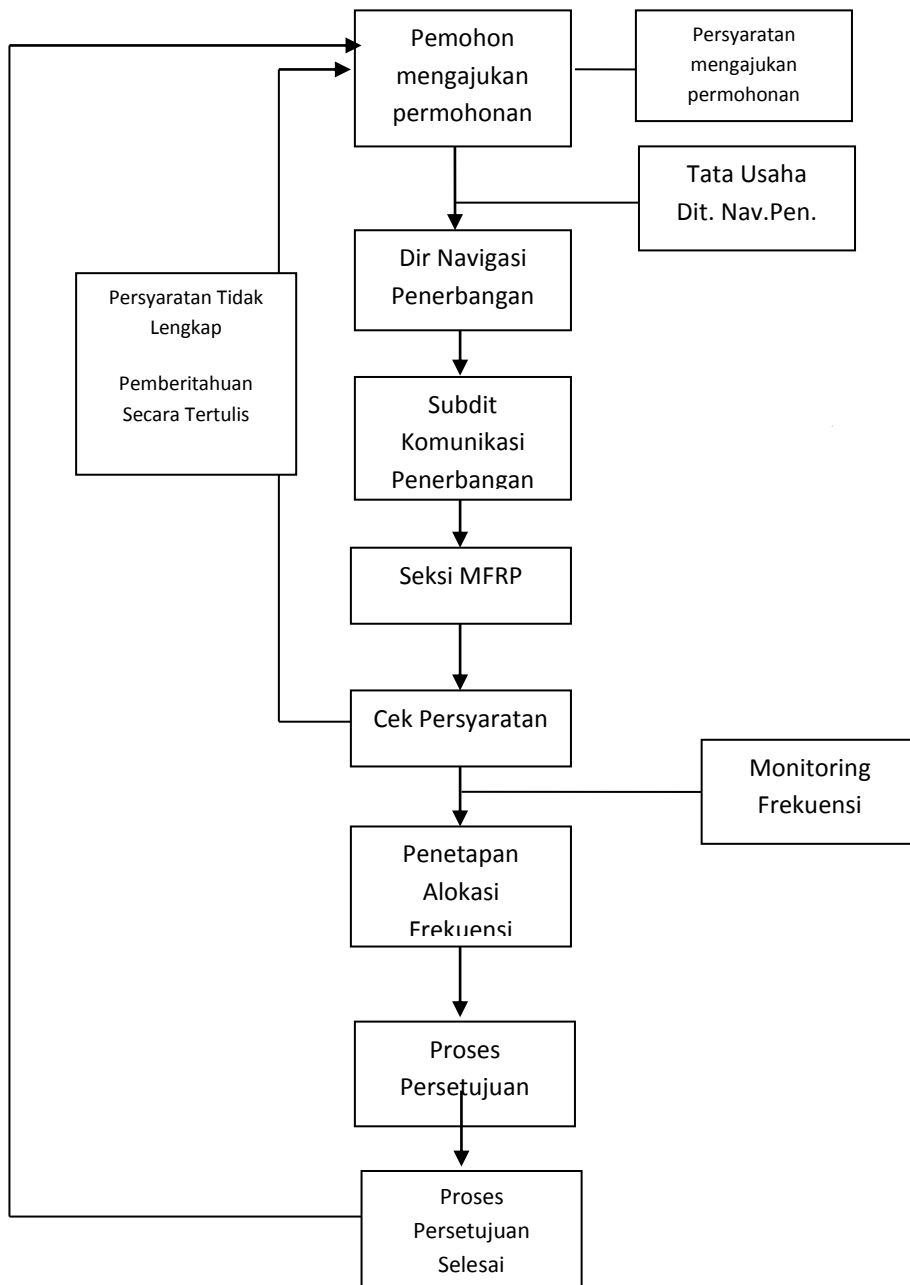 Pemohon
mengajukan
permohonan
Persyaratan
mengajukan
permohonan
Tata Usaha
Dit. Nav.Pen.
Dir Navigasi
Penerbangan
Persyaratan Tidak
Lengkap
Pemberitahuan
Secara Tertulis
Subdit
Komunikasi
Penerbangan
Seksi MFRP
Cek Persyaratan
Monitoring
Frekuensi
Penetapan
Alokasi
Frekuensi
Proses
Persetujuan
Proses
Persetujuan
Selesai